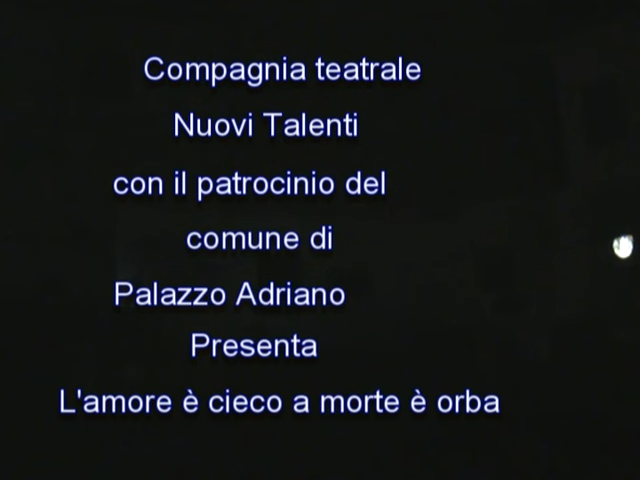 Compagnia teatrale
Nuovi Talenti
con il patrocinio del
comune di
Palazzo Adriano
Presenta
L'amore è cieco a morte è orba